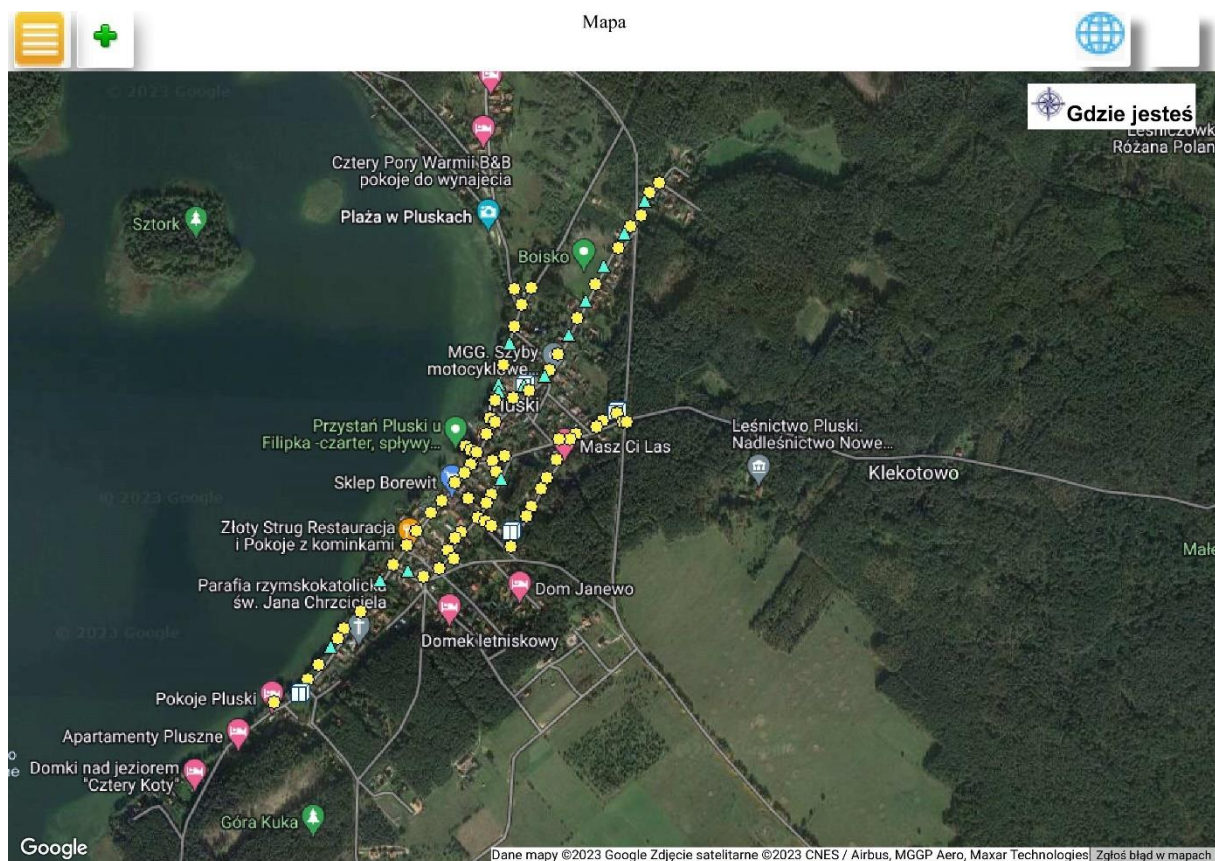 Mapa
© 2023 Google
Gdzie jesteś
Leśniczówk
Różana Polan
Cztery Pory Warmii B&B
pokoje do wynajęcia
Sztork
Plaża w Pluskach
Boisko
MGG. Szyby
motocyklowe...
Pluski
Przystań Pluski u
Filipka -czarter, spływy...
Masz Ci Las
Leśnictwo Pluski.
Nadleśnictwo Nowe...
Klekotowo
Sklep Borewit
© 2023 Google
Złoty Strug Restauracja
i Pokoje z kominkami
Małe
Parafia rzymskokatolicka
św. Jana Chrzciciela
Dom Janewo
© 2023 Google
Domek letniskowy
Pokoje Pluski
Apartamenty Pluszne
Domki nad jeziorem
"Cztery Koty"
Góra Kuka
Google
Dane mapy ©2023 Google Zdjęcie satelitarne ©2023 CNES / Airbus, MGGP Aero, Maxar Technologies
Zgłoś błąd w mapach